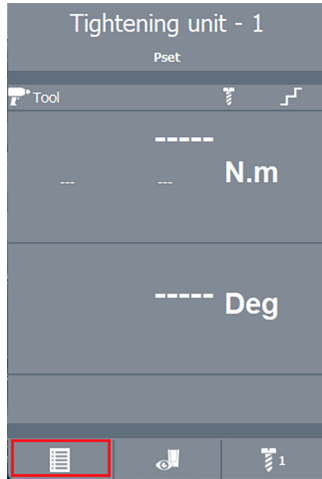 Tightening unit - 1
Pset
Tool
-----
N.m
--- ---
----- Deg
1